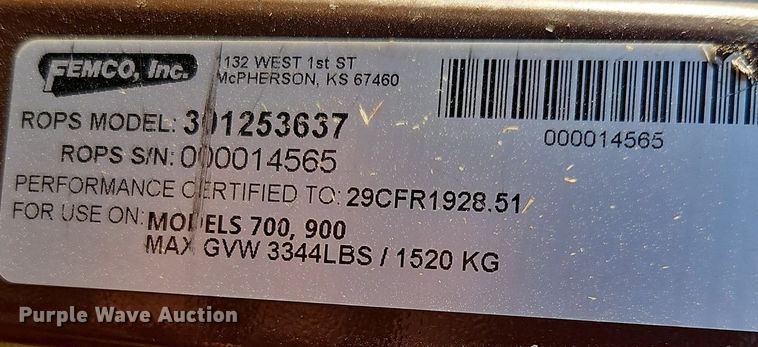 FEMCO, Inc.
1132 WEST 1st ST
McPHERSON, KS 67460
000014565
ROPS MODEL: 301253637
ROPS S/N: 000014565
PERFORMANCE CERTIFIED TO: 29CFR1928.51
FOR USE ON: MODELS 700, 900
MAX GVW 3344LBS / 1520 KG
Purple Wave Auction